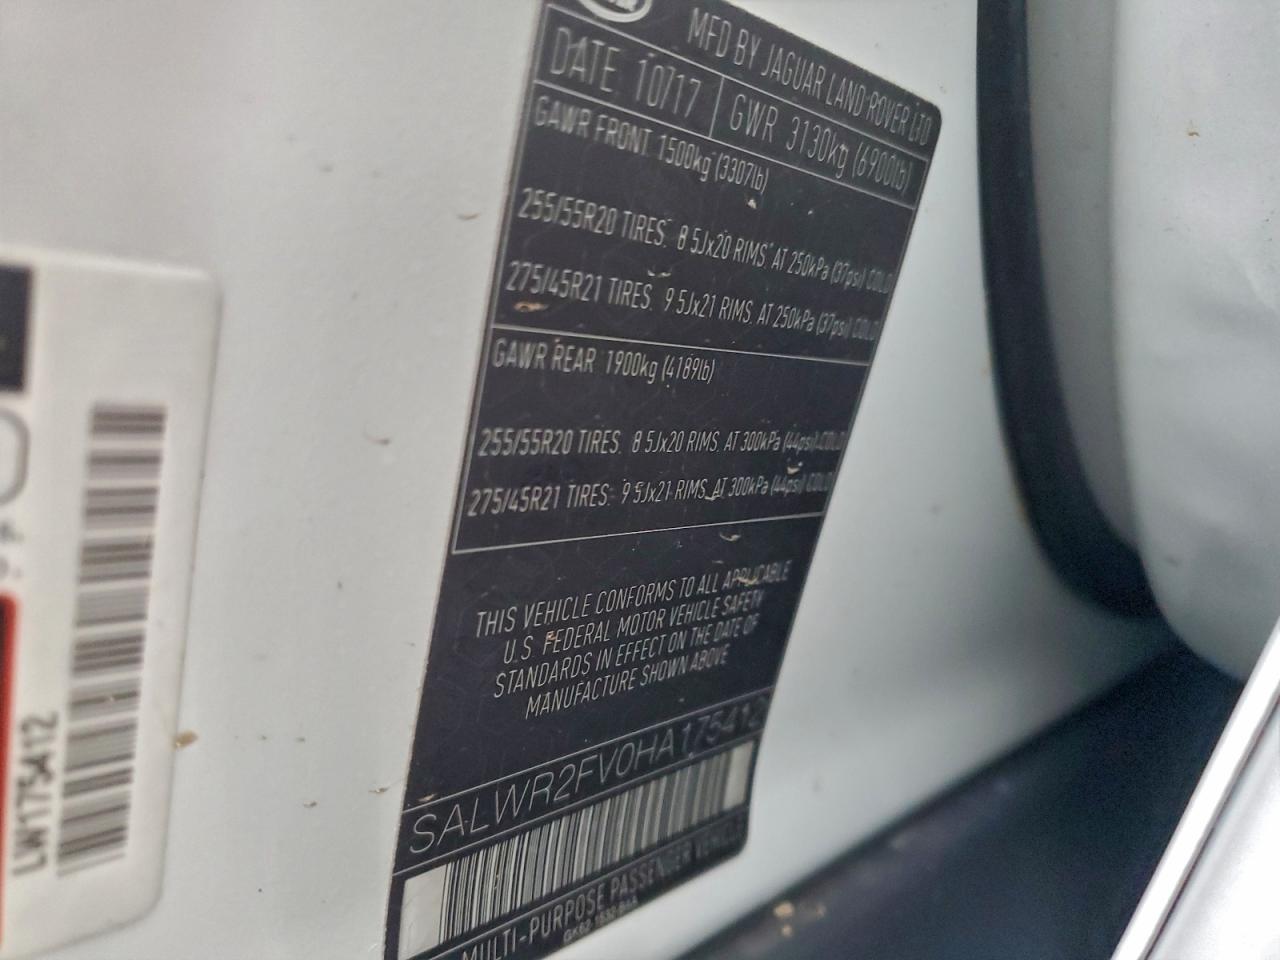 MFD BY JAGUAR LAND ROVER LTD
DATE 10/17 GWR 3130kg (6900lb)
GAWR FRONT 1500kg (3307lb)
255/55R20 TIRES. 8.5Jx20 RIMS. AT 250kPa (37psi) COLD
275/45R21 TIRES. 9.5Jx21 RIMS. AT 250kPa (37psi) COLD
GAWR REAR 1900kg (4189lb)
255/55R20 TIRES. 8.5Jx20 RIMS. AT 300kPa (44psi) COLD
275/45R21 TIRES. 9.5Jx21 RIMS. AT 300kPa (44psi) COLD
THIS VEHICLE CONFORMS TO ALL APPLICABLE
U.S. FEDERAL MOTOR VEHICLE SAFETY
STANDARDS IN EFFECT ON THE DATE OF
MANUFACTURE SHOWN ABOVE
SALWR2FV0HA175412
MULTI-PURPOSE PASSENGER VEHICLE
LW175412